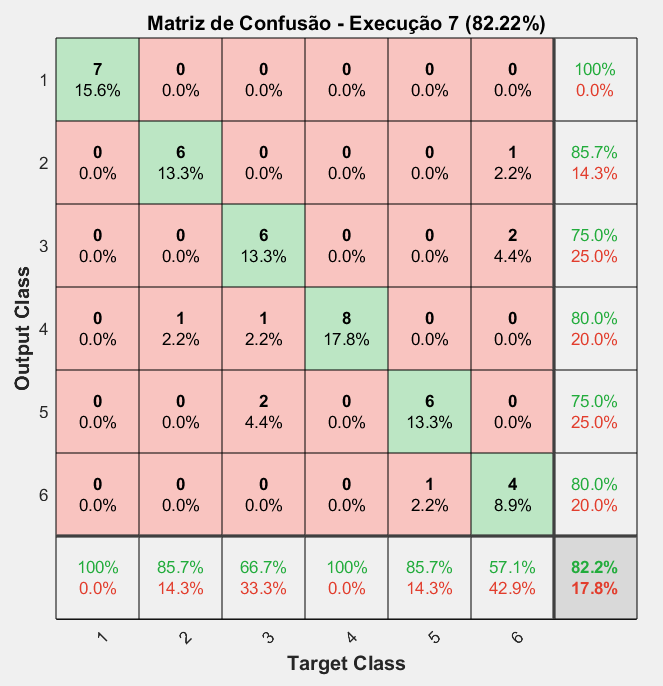 Matriz de Confusão - Execução 7 (82.22%)
1 7 0 0 0 0 0 100%
15.6% 0.0% 0.0% 0.0% 0.0% 0.0% 0.0%
2 0 6 0 0 0 1 85.7%
0.0% 13.3% 0.0% 0.0% 0.0% 2.2% 14.3%
3 0 0 6 0 0 2 75.0%
0.0% 0.0% 13.3% 0.0% 0.0% 4.4% 25.0%
4 0 1 1 8 0 0 80.0%
0.0% 2.2% 2.2% 17.8% 0.0% 0.0% 20.0%
5 0 0 2 0 6 0 75.0%
0.0% 0.0% 4.4% 0.0% 13.3% 0.0% 25.0%
6 0 0 0 0 1 4 80.0%
0.0% 0.0% 0.0% 0.0% 2.2% 8.9% 20.0%
100% 85.7% 66.7% 100% 85.7% 57.1% 82.2%
0.0% 14.3% 33.3% 0.0% 14.3% 42.9% 17.8%
1 2 3 4 5 6
Target Class
Output Class